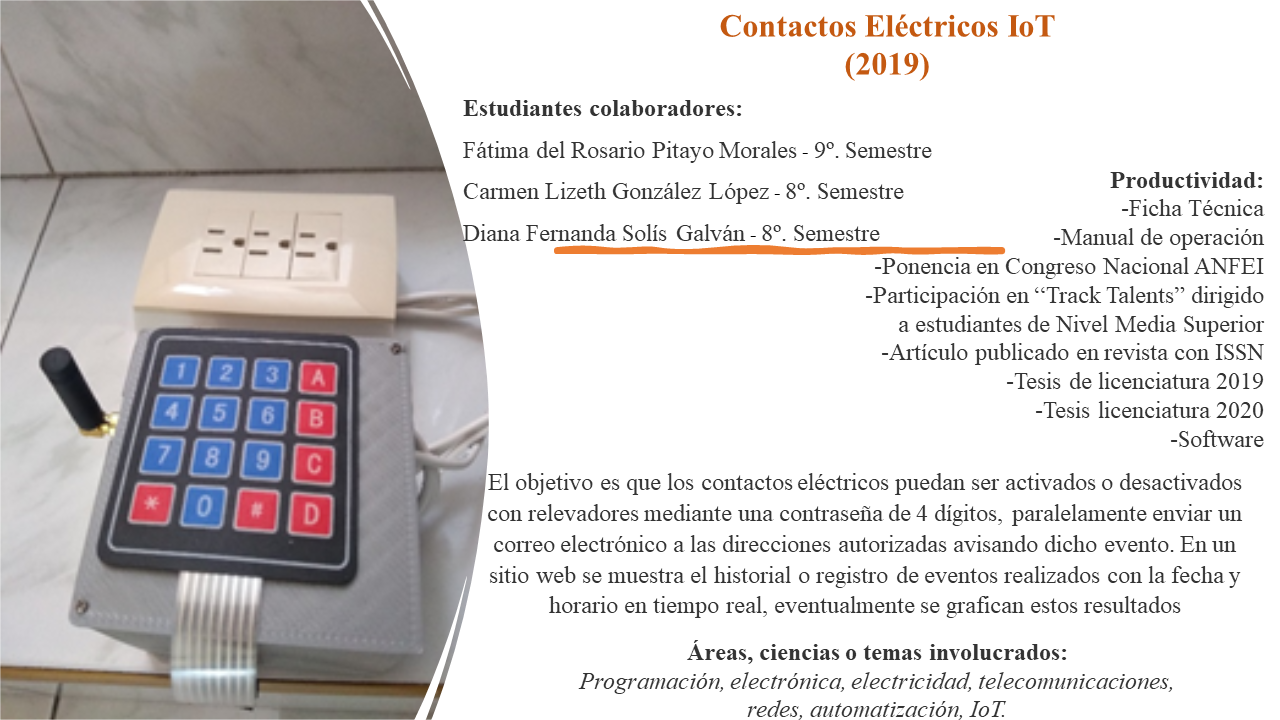 Contactos Eléctricos IoT
(2019)
Estudiantes colaboradores:
Fátima del Rosario Pitayo Morales - 9º. Semestre
Carmen Lizeth González López - 8º. Semestre
Diana Fernanda Solís Galván - 8º. Semestre
Productividad:
-Ficha Técnica
-Manual de operación
-Ponencia en Congreso Nacional ANFEI
-Participación en “Track Talents” dirigido
a estudiantes de Nivel Media Superior
-Artículo publicado en revista con ISSN
-Tesis de licenciatura 2019
-Tesis licenciatura 2020
-Software
El objetivo es que los contactos eléctricos puedan ser activados o desactivados
con relevadores mediante una contraseña de 4 dígitos, paralelamente enviar un
correo electrónico a las direcciones autorizadas avisando dicho evento. En un
sitio web se muestra el historial o registro de eventos realizados con la fecha y
horario en tiempo real, eventualmente se grafican estos resultados
Áreas, ciencias o temas involucrados:
Programación, electrónica, electricidad, telecomunicaciones,
redes, automatización, IoT.
1 2 3 A
4 5 6 B
7 8 9 C
* 0 # D